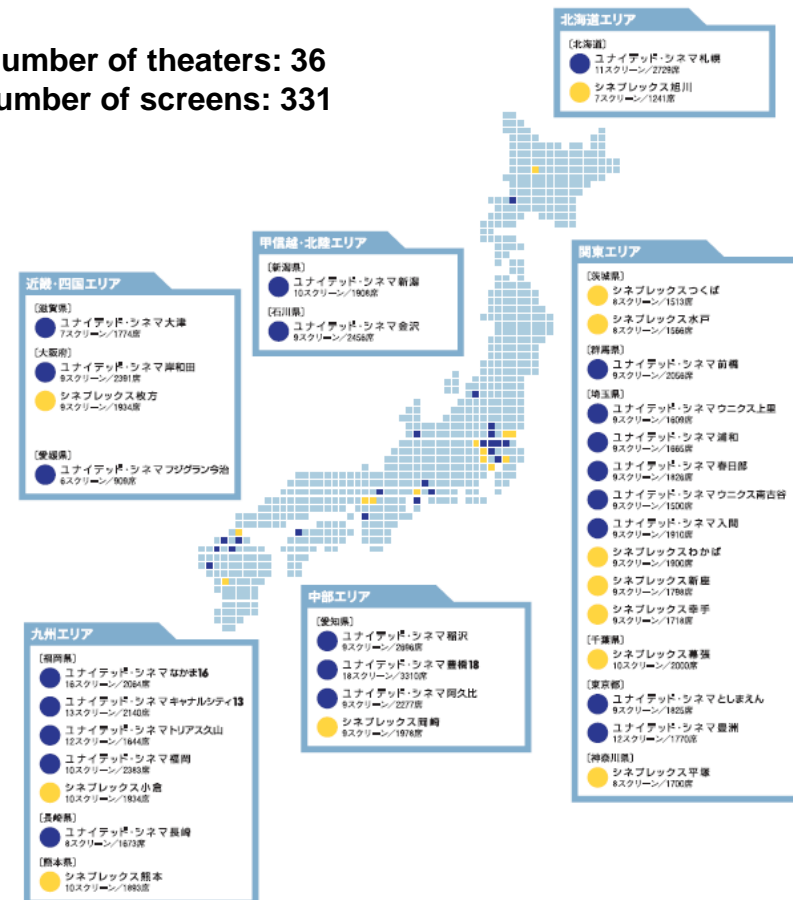 umber of theaters: 36
umber of screens: 331
北海道エリア
［北海道］
ユナイテッド・シネマ札幌
11スクリーン／2729席
シネプレックス旭川
7スクリーン／1241席
甲信越・北陸エリア
［新潟県］
ユナイテッド・シネマ新潟
10スクリーン／1908席
［石川県］
ユナイテッド・シネマ金沢
9スクリーン／2456席
近畿・四国エリア
［滋賀県］
ユナイテッド・シネマ大津
7スクリーン／1774席
［大阪府］
ユナイテッド・シネマ岸和田
9スクリーン／2391席
シネプレックス枚方
9スクリーン／1934席
［愛媛県］
ユナイテッド・シネマフジグラン今治
6スクリーン／909席
関東エリア
［茨城県］
シネプレックスつくば
8スクリーン／1513席
シネプレックス水戸
8スクリーン／1566席
［群馬県］
ユナイテッド・シネマ前橋
9スクリーン／2056席
［埼玉県］
ユナイテッド・シネマウニクス上里
9スクリーン／1609席
ユナイテッド・シネマ浦和
9スクリーン／1665席
ユナイテッド・シネマ春日部
9スクリーン／1826席
ユナイテッド・シネマウニクス南古谷
9スクリーン／1500席
ユナイテッド・シネマ入間
9スクリーン／1910席
シネプレックスわかば
9スクリーン／1900席
シネプレックス新座
9スクリーン／1798席
シネプレックス幸手
9スクリーン／1718席
［千葉県］
シネプレックス幕張
10スクリーン／2000席
［東京都］
ユナイテッド・シネマとしまえん
9スクリーン／1825席
ユナイテッド・シネマ豊洲
12スクリーン／1770席
［神奈川県］
シネプレックス平塚
8スクリーン／1700席
中部エリア
［愛知県］
ユナイテッド・シネマ稲沢
9スクリーン／2696席
ユナイテッド・シネマ豊橋18
18スクリーン／3310席
ユナイテッド・シネマ阿久比
9スクリーン／2277席
シネプレックス岡崎
9スクリーン／1976席
九州エリア
［福岡県］
ユナイテッド・シネマなかま16
16スクリーン／2064席
ユナイテッド・シネマキャナルシティ13
13スクリーン／2140席
ユナイテッド・シネマトリアス久山
12スクリーン／1644席
ユナイテッド・シネマ福岡
10スクリーン／2383席
シネプレックス小倉
10スクリーン／1934席
［長崎県］
ユナイテッド・シネマ長崎
8スクリーン／1673席
［熊本県］
シネプレックス熊本
10スクリーン／1893席